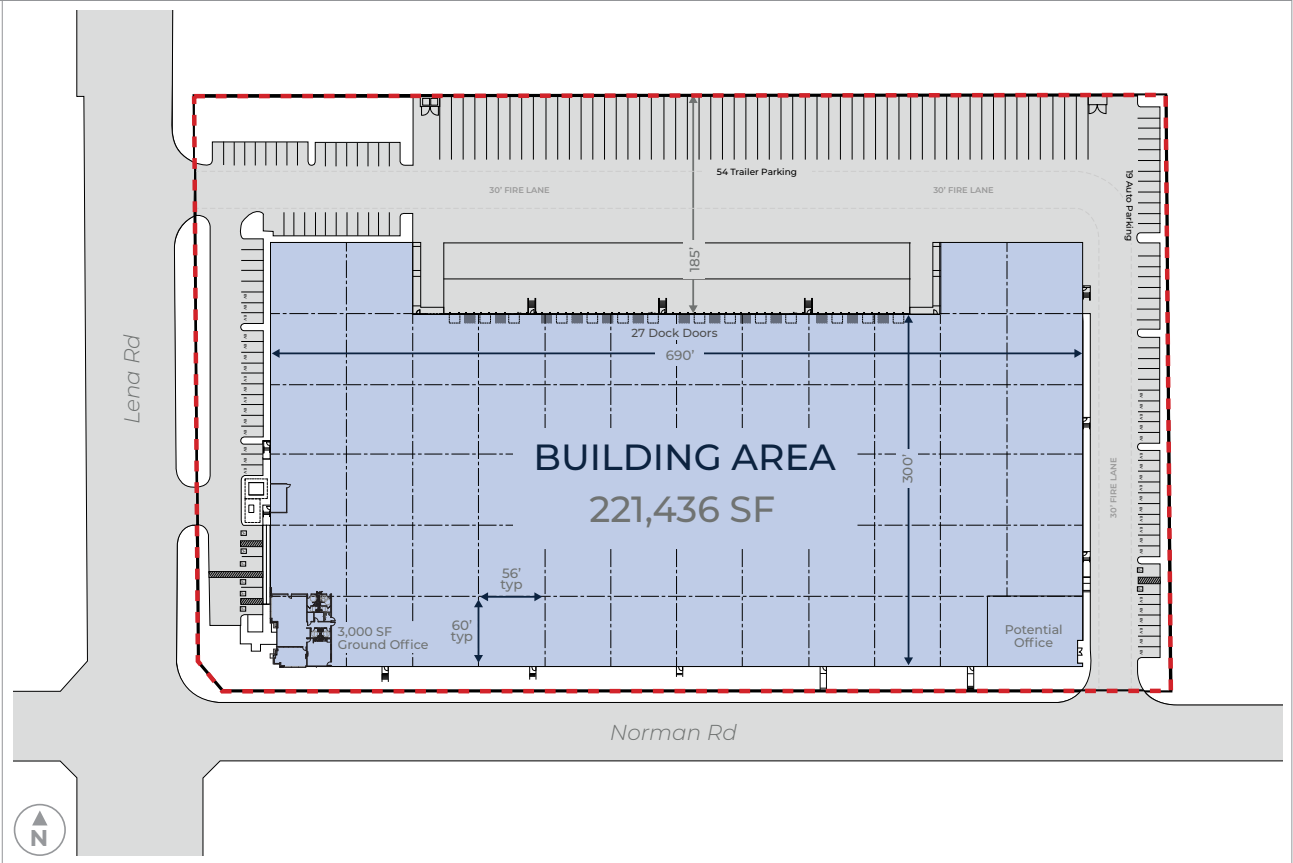 54 Trailer Parking
30' FIRE LANE
30' FIRE LANE
19 Auto Parking
185'
27 Dock Doors
690'
Lena Rd
BUILDING AREA
221,436 SF
300'
30' FIRE LANE
56'
typ
60'
typ
3,000 SF
Ground Office
Potential
Office
Norman Rd
N